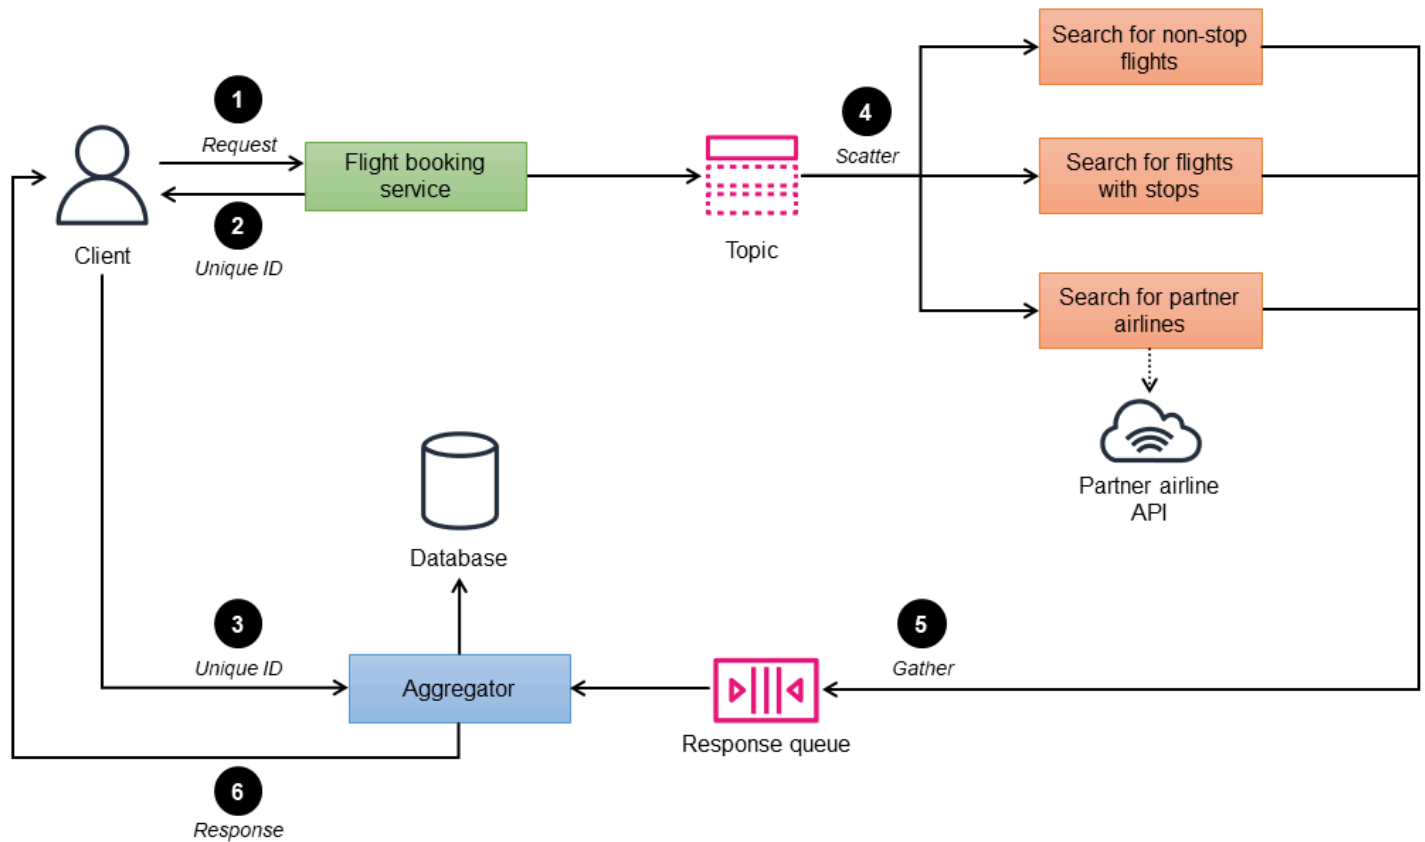 1
Request
Flight booking
service
2
Unique ID
Client
Topic
4
Scatter
Search for non-stop
flights
Search for flights
with stops
Search for partner
airlines
Partner airline
API
Database
3
Unique ID
Aggregator
Response queue
5
Gather
6
Response